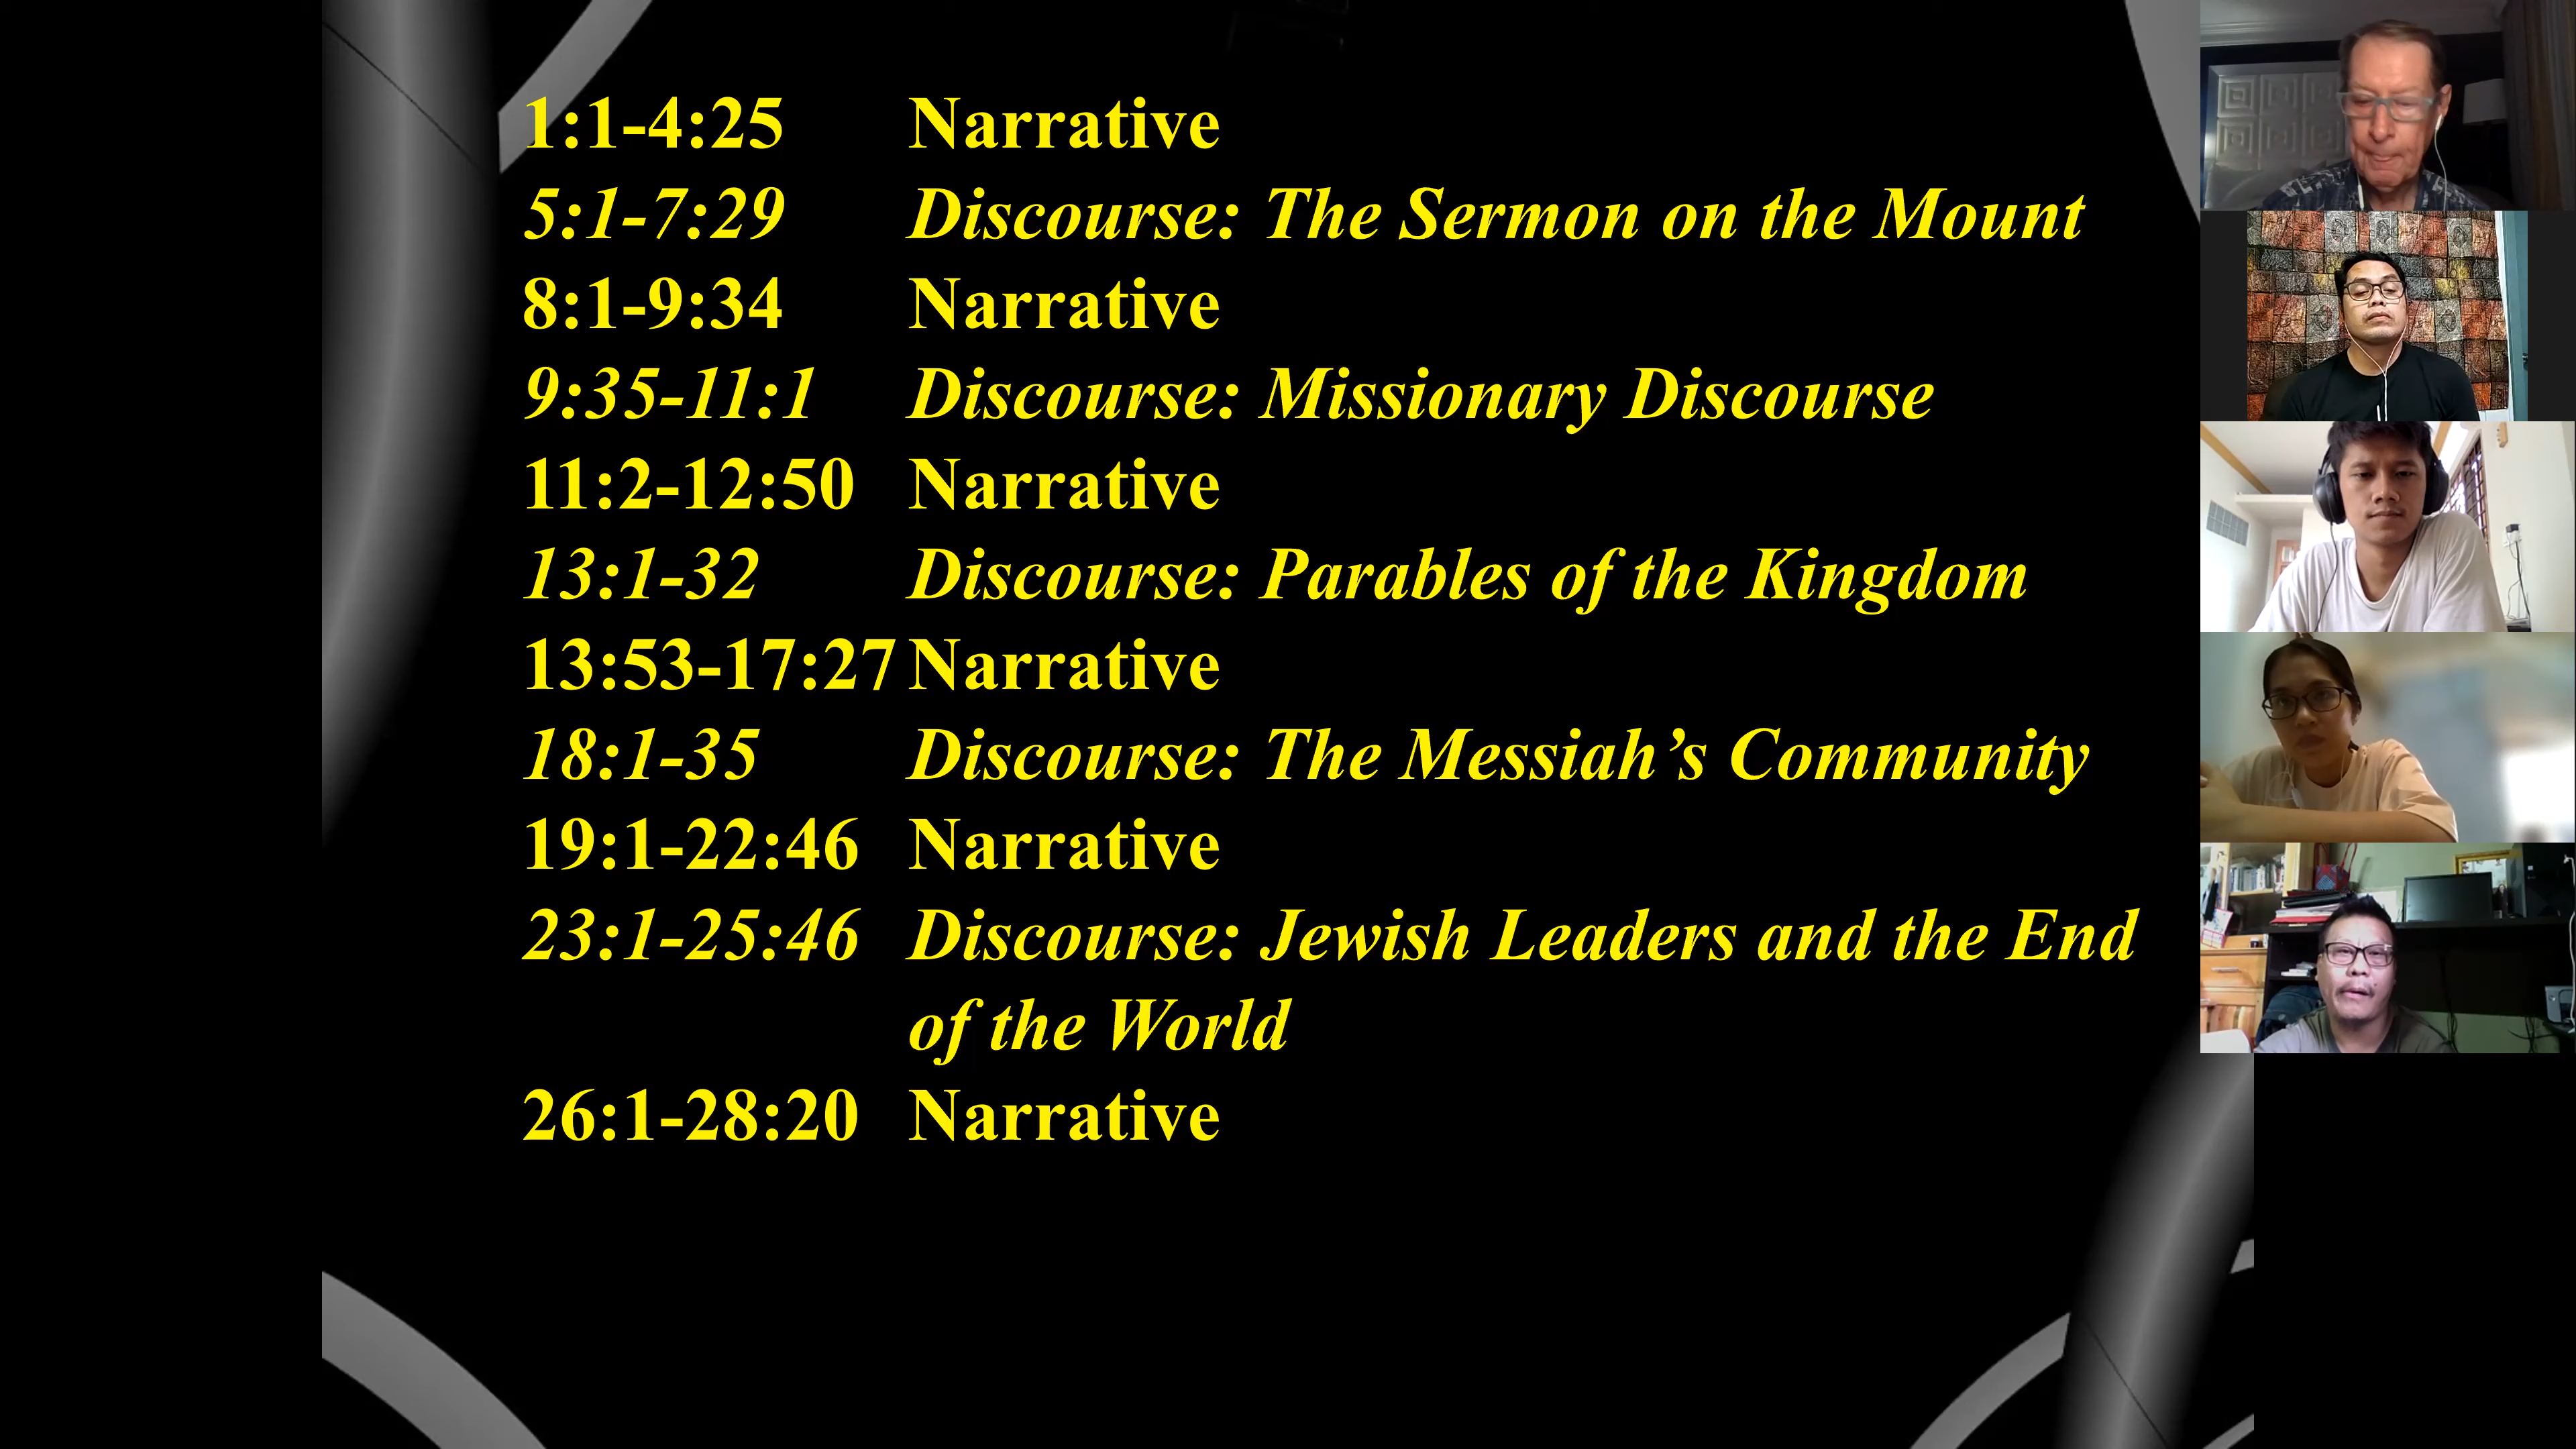 1:1-4:25 Narrative
5:1-7:29 Discourse: The Sermon on the Mount
8:1-9:34 Narrative
9:35-11:1 Discourse: Missionary Discourse
11:2-12:50 Narrative
13:1-32 Discourse: Parables of the Kingdom
13:53-17:27 Narrative
18:1-35 Discourse: The Messiah’s Community
19:1-22:46 Narrative
23:1-25:46 Discourse: Jewish Leaders and the End
of the World
26:1-28:20 Narrative